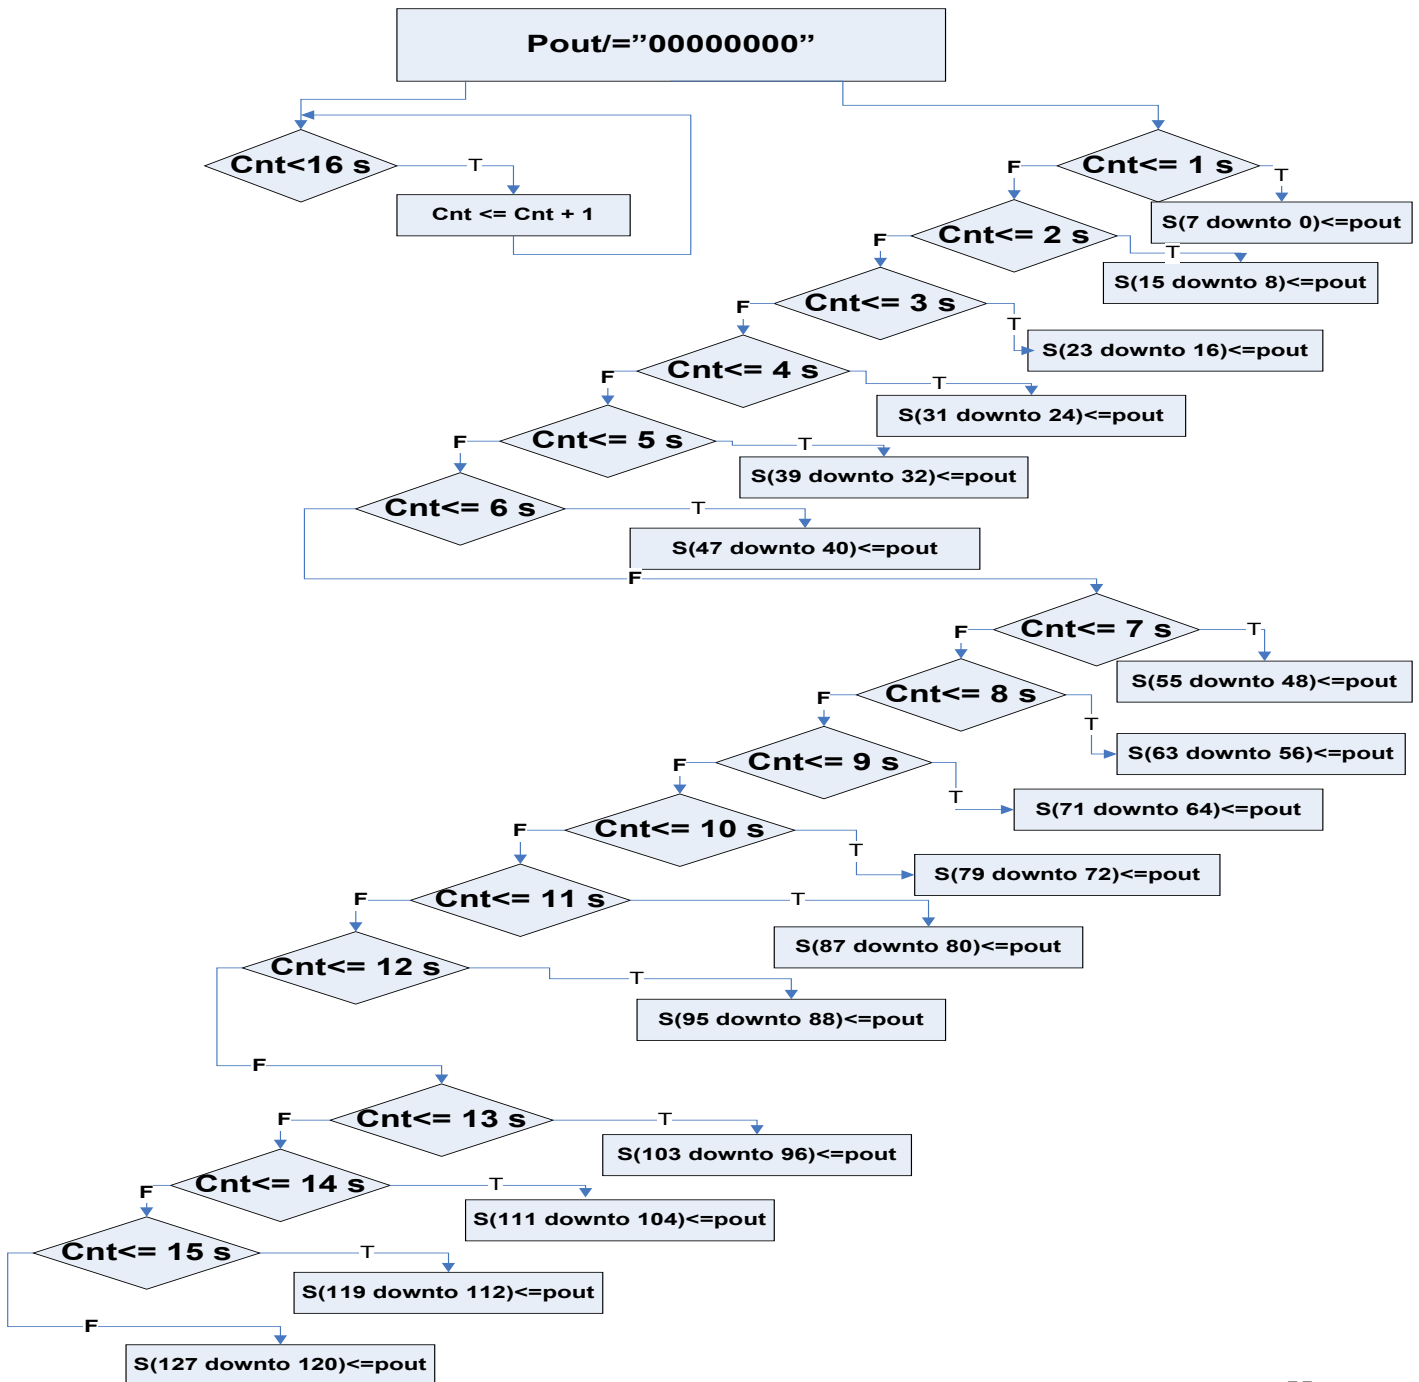 Pout/=”00000000”
Cnt<16 s
T
Cnt <= Cnt + 1
Cnt<= 1 s
F
T
S(7 downto 0)<=pout
Cnt<= 2 s
F
T
S(15 downto 8)<=pout
Cnt<= 3 s
F
T
S(23 downto 16)<=pout
Cnt<= 4 s
F
T
S(31 downto 24)<=pout
Cnt<= 5 s
F
T
S(39 downto 32)<=pout
Cnt<= 6 s
T
S(47 downto 40)<=pout
F
Cnt<= 7 s
F
T
S(55 downto 48)<=pout
Cnt<= 8 s
F
T
S(63 downto 56)<=pout
Cnt<= 9 s
F
T
S(71 downto 64)<=pout
Cnt<= 10 s
F
T
S(79 downto 72)<=pout
Cnt<= 11 s
F
T
S(87 downto 80)<=pout
Cnt<= 12 s
T
S(95 downto 88)<=pout
F
Cnt<= 13 s
F
T
S(103 downto 96)<=pout
Cnt<= 14 s
F
T
S(111 downto 104)<=pout
Cnt<= 15 s
T
S(119 downto 112)<=pout
F
S(127 downto 120)<=pout